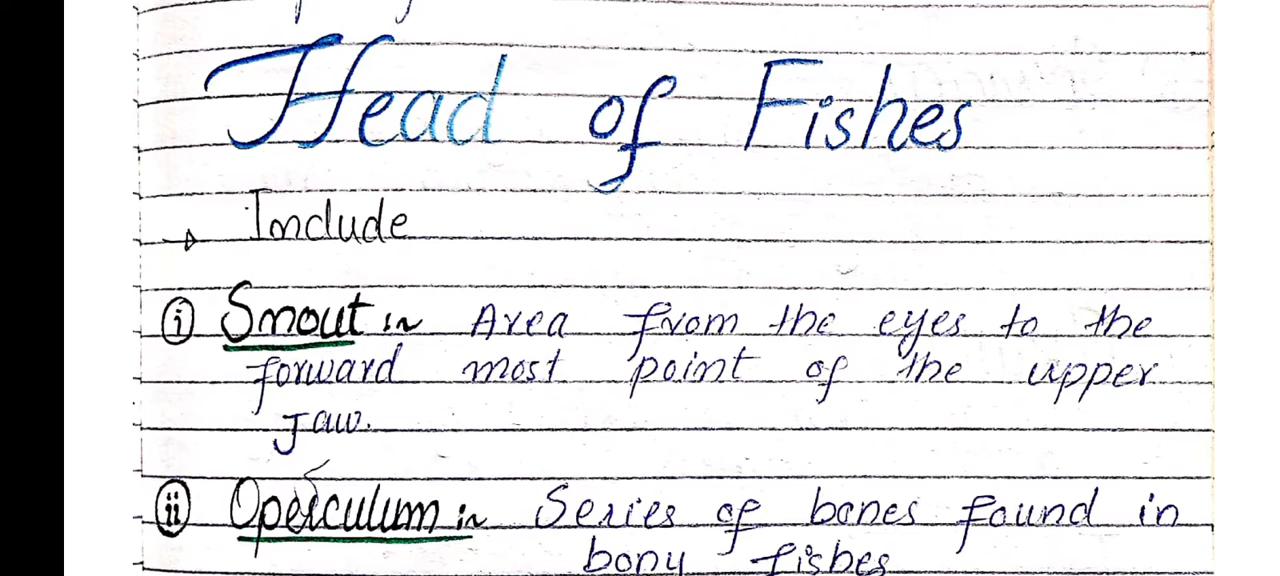 Head of Fishes
→ Include
(i) Snout :~ Area from the eyes to the
forward most point of the upper
Jaw.
(ii) Operculum :~ Series of bones found in
bony fishes